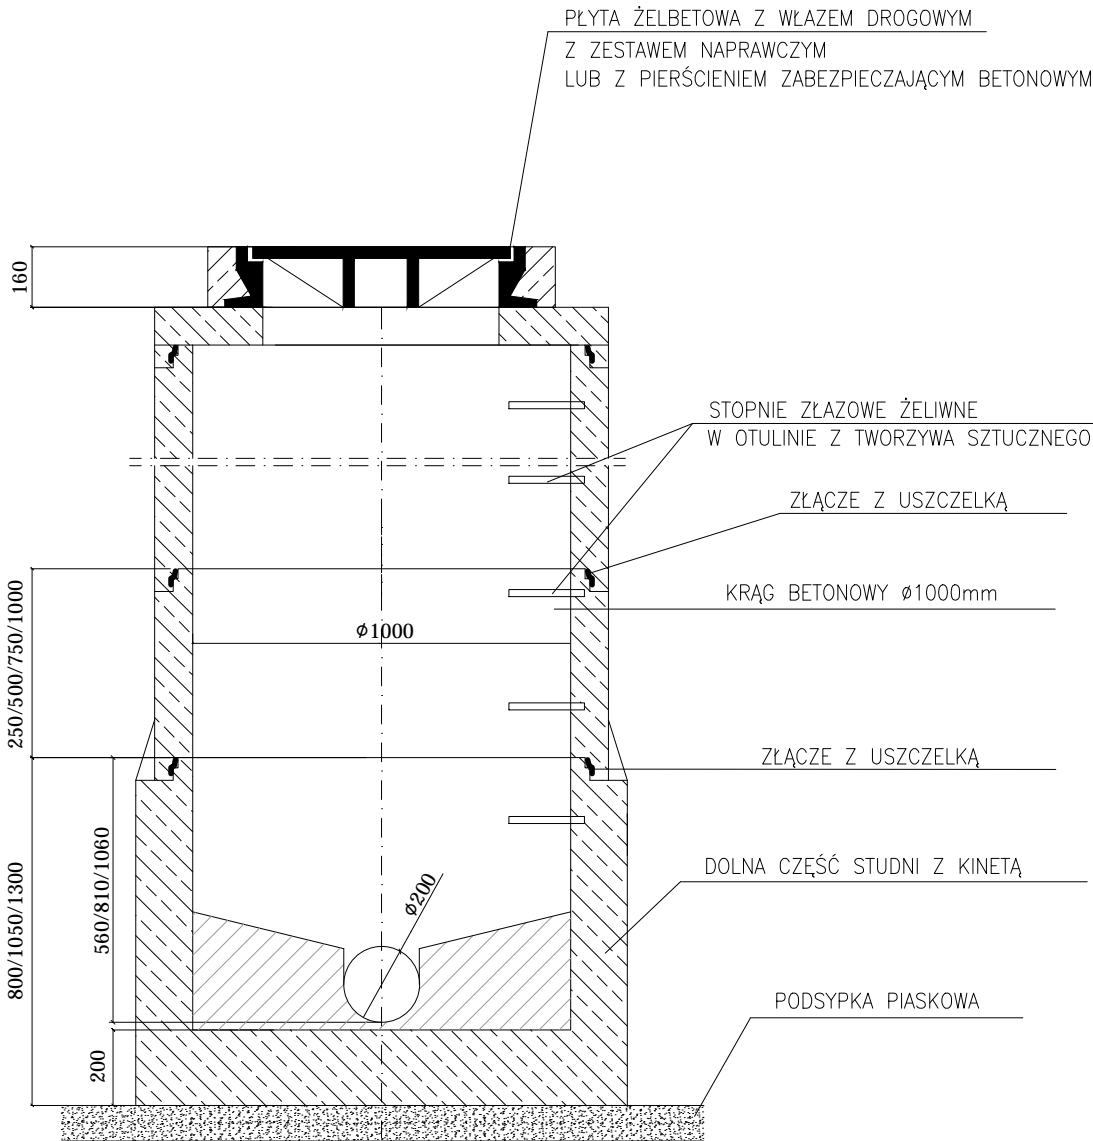 PŁYTA ŻELBETOWA Z WŁAZEM DROGOWYM
Z ZESTAWEM NAPRAWCZYM
LUB Z PIERŚCIENIEM ZABEZPIECZAJĄCYM BETONOWYM
160
STOPNIE ZŁAZOWE ŻELIWNE
W OTULINIE Z TWORZYWA SZTUCZNEGO
ZŁĄCZE Z USZCZELKĄ
KRĄG BETONOWY Ø1000mm
250/500/750/1000
ϕ1000
ZŁĄCZE Z USZCZELKĄ
560/810/1060
800/1050/1300
DOLNA CZĘŚĆ STUDNI Z KINETĄ
ϕ200
PODSYPKA PIASKOWA
200